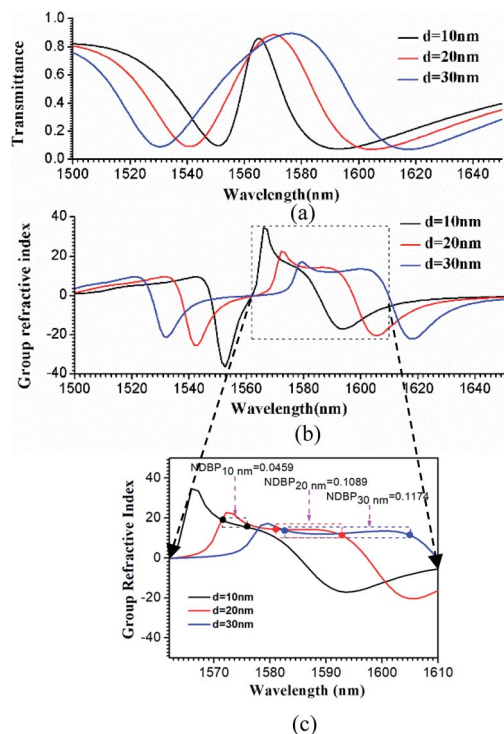 d=10nm
d=20nm
d=30nm
Transmittance
1.0
0.8
0.6
0.4
0.2
0.0
1500 1520 1540 1560 1580 1600 1620 1640
Wavelength(nm)
(a)
d=10nm
d=20nm
d=30nm
Group refractive index
40
20
0
-20
-40
1500 1520 1540 1560 1580 1600 1620 1640
Wavelength(nm)
(b)
NDBP10 nm=0.0459
NDBP20 nm=0.1089
NDBP30 nm=0.1174
Group Refractive Index
40
20
0
-20
-40
d=10nm
d=20nm
d=30nm
1570 1580 1590 1600 1610
Wavelength (nm)
(c)